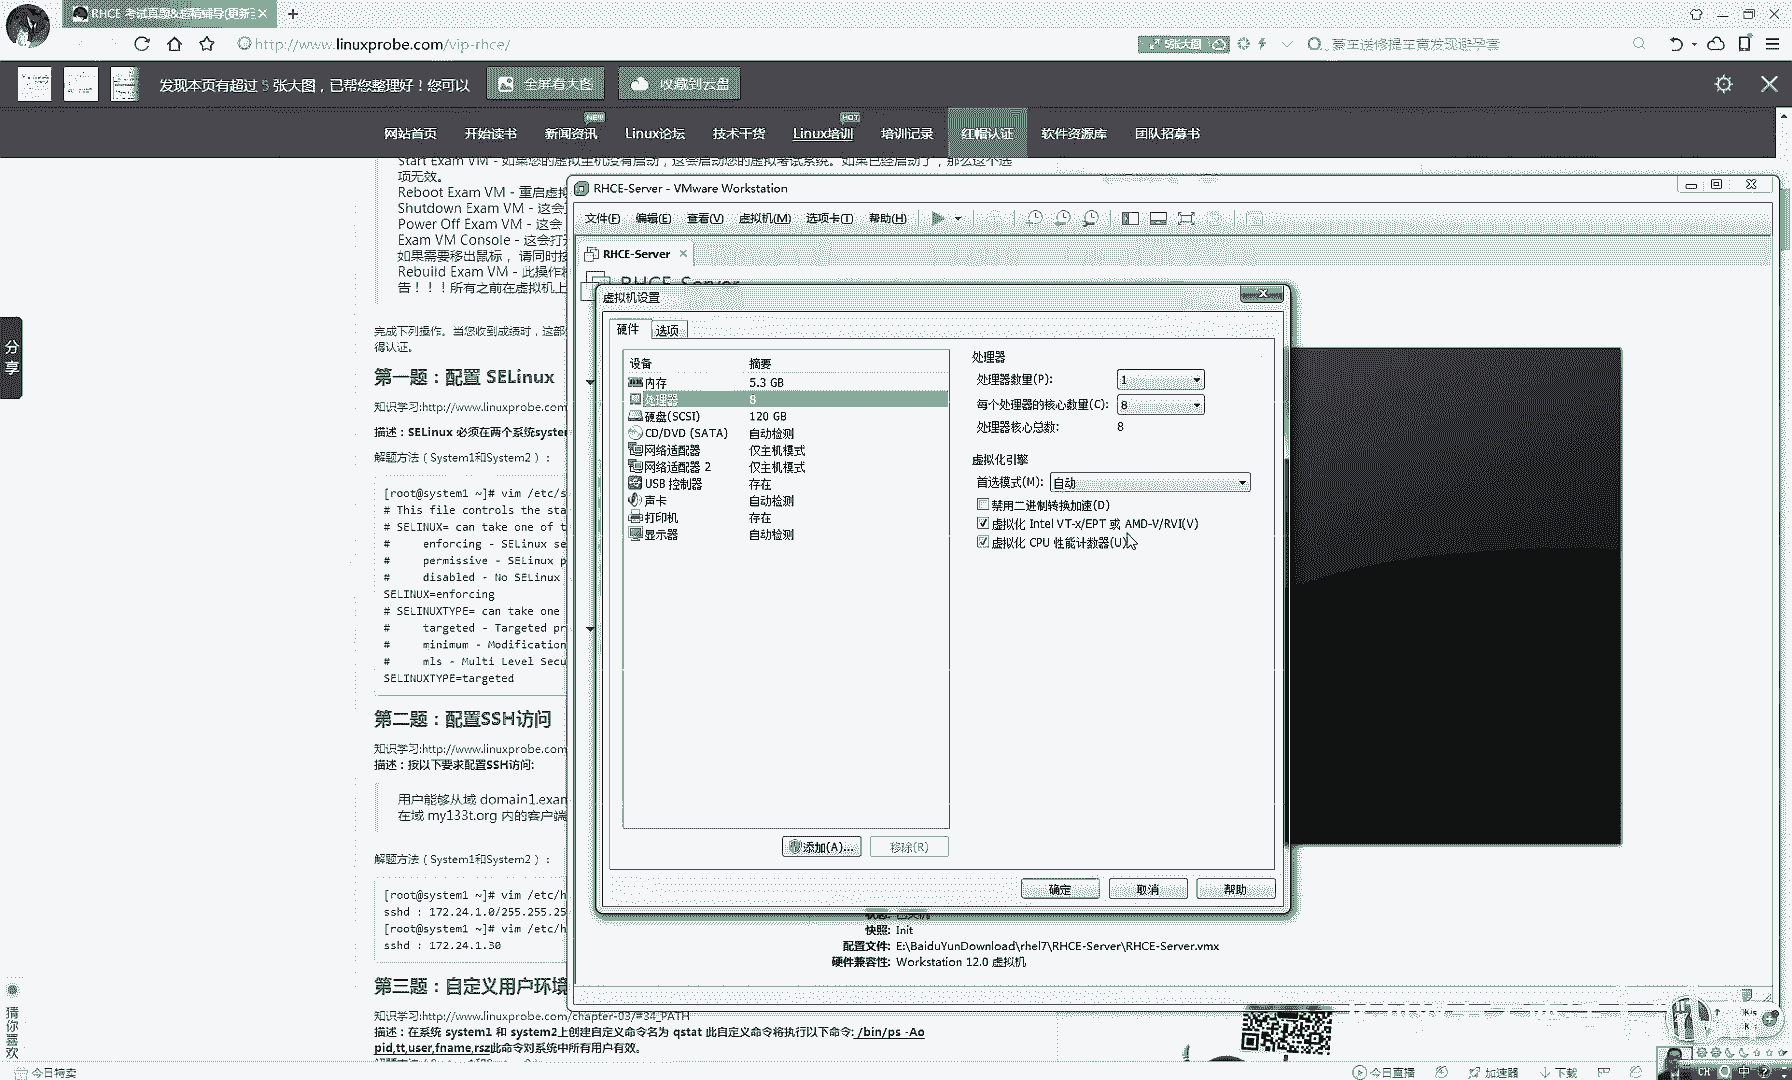 RHCE 考试真题&超精辅导(更新至
http://www.linuxprobe.com/vip-rhce/
5张大图
发现本页有超过 5 张大图，已帮您整理好！您可以
全屏看大图
收藏到云盘
NEW
HOT
网站首页 开始读书 新闻资讯 Linux论坛 技术干货 Linux培训 培训记录 红帽认证 软件资源库 团队招募书
Start Exam VM - 如果您的虚拟主机没有启动，这会启动您的虚拟考试系统。如果已经启动了，那么这个选
项无效。
Reboot Exam VM - 重启虚拟
Shutdown Exam VM - 这会
Power Off Exam VM - 这会
Exam VM Console - 这会打开
如果需要移出鼠标，请同时按
Rebuild Exam VM - 此操作将
告！！！所有之前在虚拟机上
完成下列操作。当您收到成绩时，这部分
得认证。
分享
第一题：配置 SELinux
知识学习:http://www.linuxprobe.com
描述：SELinux 必须在两个系统system
解题方法（System1和System2）：
[root@system1 ~]# vim /etc/s
# This file controls the sta
# SELINUX= can take one of t
#     enforcing - SELinux se
#     permissive - SELinux p
#     disabled - No SELinux
SELINUX=enforcing
# SELINUXTYPE= can take one
#     targeted - Targeted pr
#     minimum - Modification
#     mls - Multi Level Secu
SELINUXTYPE=targeted
第二题：配置SSH访问
知识学习:http://www.linuxprobe.com
描述：按以下要求配置SSH访问:
用户能够从域 domain1.exam
在域 my133t.org 内的客户端
解题方法（System1和System2）：
[root@system1 ~]# vim /etc/h
sshd : 172.24.1.0/255.255.25
[root@system1 ~]# vim /etc/h
sshd : 172.24.1.30
第三题：自定义用户环境
知识学习:http://www.linuxprobe.com/chapter-03/#34_PATH
描述：在系统 system1 和 system2上创建自定义命令名为 qstat 此自定义命令将执行以下命令: /bin/ps -Ao
pid,tt,user,fname,rsz此命令对系统中所有用户有效。
猜你喜欢
RHCE-Server - VMware Workstation
文件(F) 编辑(E) 查看(V) 虚拟机(M) 选项卡(T) 帮助(H)
RHCE-Server
RHCE-Server
虚拟机设置
硬件 选项
设备 摘要
内存 5.3 GB
处理器 8
硬盘(SCSI) 120 GB
CD/DVD (SATA) 自动检测
网络适配器 仅主机模式
网络适配器 2 仅主机模式
USB 控制器 存在
声卡 自动检测
打印机 存在
显示器 自动检测
添加(A)... 移除(R)
处理器
处理器数量(P): 1
每个处理器的核心数量(C): 8
处理器核心总数: 8
虚拟化引擎
首选模式(M): 自动
禁用二进制转换加速(D)
虚拟化 Intel VT-x/EPT 或 AMD-V/RVI(V)
虚拟化 CPU 性能计数器(U)
确定 取消 帮助
状态: 已关机
快照: Init
配置文件: E:\BaiduYunDownload\rhel7\RHCE-Server\RHCE-Server.vmx
硬件兼容性: Workstation 12.0 虚拟机
今日特卖
今日直播 加速器 下载
CH 中